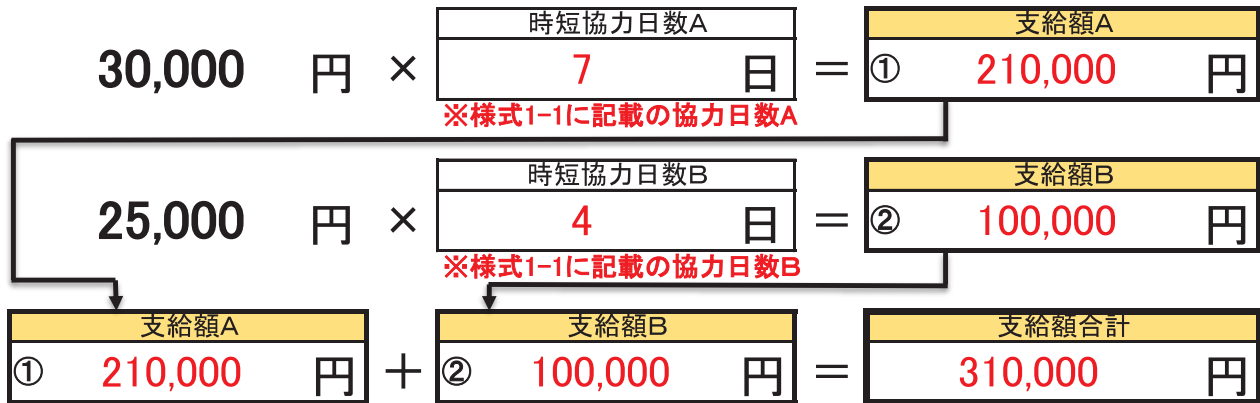 時短協力日数A 支給額A
30,000 円 × 7 日 = ① 210,000 円
※様式1-1に記載の協力日数A
時短協力日数B 支給額B
25,000 円 × 4 日 = ② 100,000 円
※様式1-1に記載の協力日数B
支給額A 支給額B 支給額合計
① 210,000 円 + ② 100,000 円 = 310,000 円